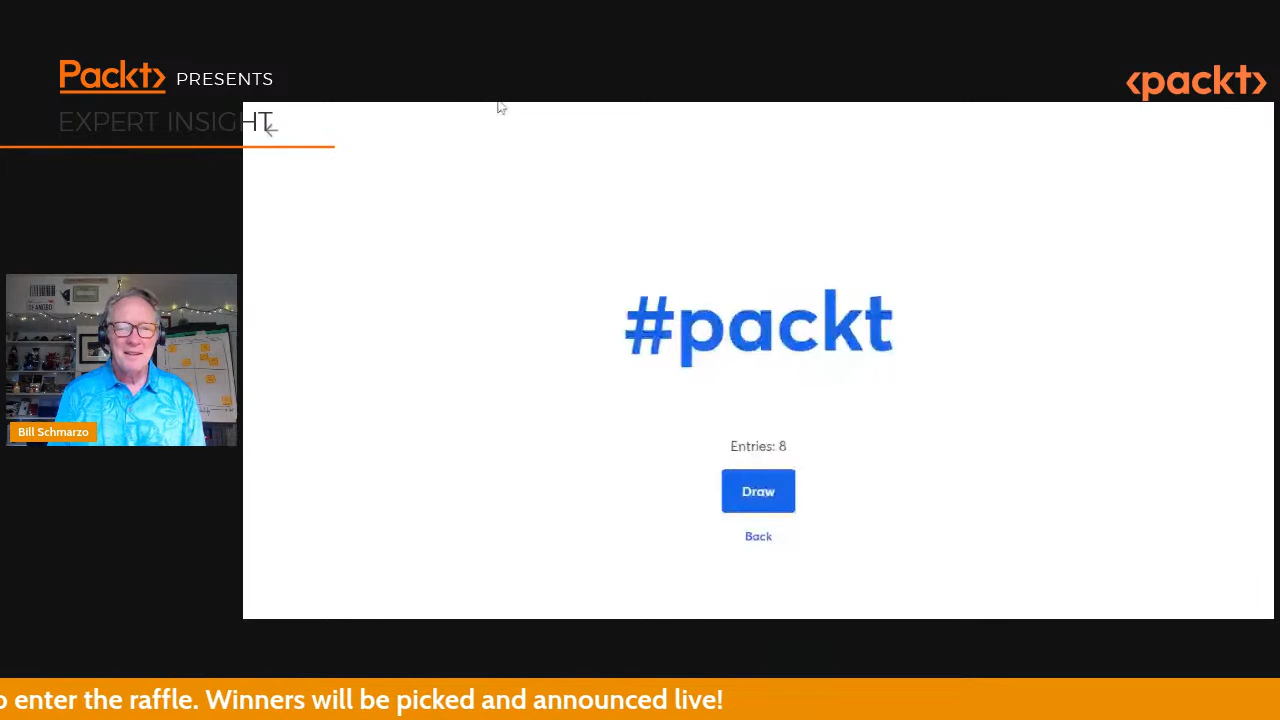 Packt> PRESENTS
EXPERT INSIGHT
<packt>
#packt
Entries: 8
Draw
Back
Bill Schmarzo
o enter the raffle. Winners will be picked and announced live!